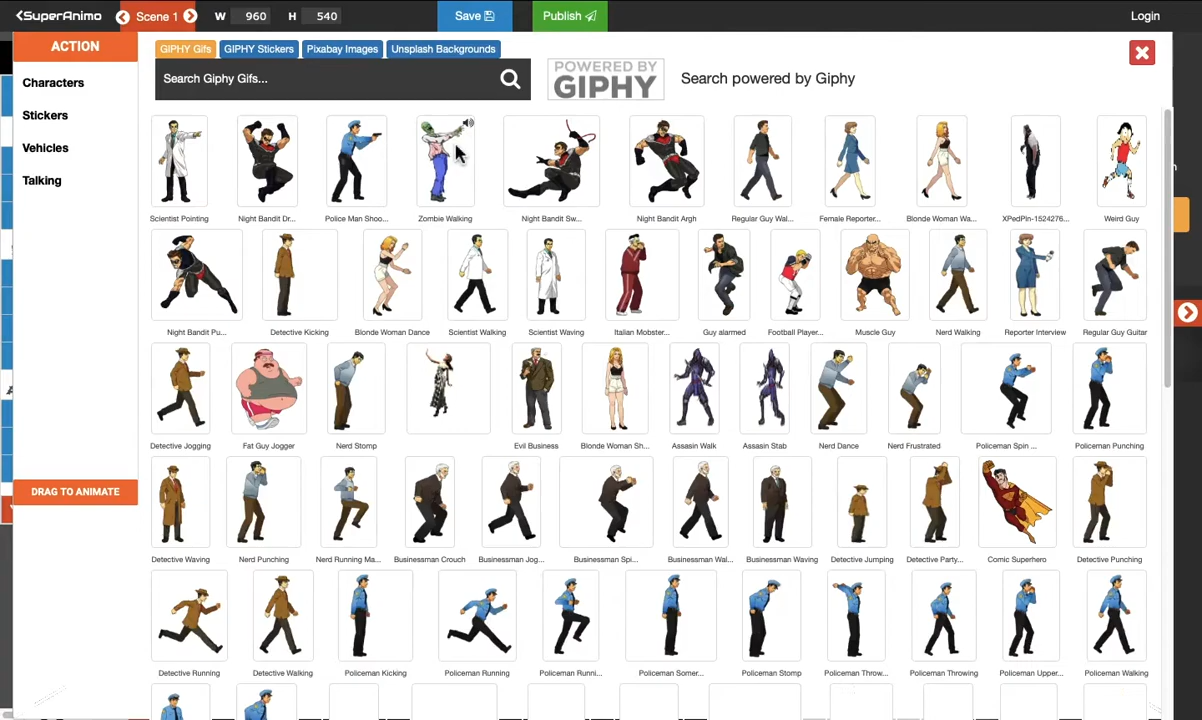 SuperAnimo
Scene 1
W 960 H 540
Save
Publish
Login
ACTION
Characters
Stickers
Vehicles
Talking
DRAG TO ANIMATE
GIPHY Gifs GIPHY Stickers Pixabay Images Unsplash Backgrounds
Search Giphy Gifs...
POWERED BY
GIPHY
Search powered by Giphy
Scientist Pointing Night Bandit Dr... Police Man Shoo... Zombie Walking Night Bandit Sw... Night Bandit Argh Regular Guy Wal... Female Reporter... Blonde Woman Wa... XPedPln-1524276... Weird Guy
Night Bandit Pu... Detective Kicking Blonde Woman Dance Scientist Walking Scientist Waving Italian Mobster... Guy alarmed Football Player... Muscle Guy Nerd Walking Reporter Interview Regular Guy Guitar
Detective Jogging Fat Guy Jogger Nerd Stomp Evil Business Blonde Woman Sh... Assasin Walk Assasin Stab Nerd Dance Nerd Frustrated Policeman Spin ... Policeman Punching
Detective Waving Nerd Punching Nerd Running Ma... Businessman Crouch Businessman Jog... Businessman Spi... Businessman Wal... Businessman Waving Detective Jumping Detective Party... Comic Superhero Detective Punching
Detective Running Detective Walking Policeman Kicking Policeman Running Policeman Runni... Policeman Somer... Policeman Stomp Policeman Throw... Policeman Throwing Policeman Upper... Policeman Walking